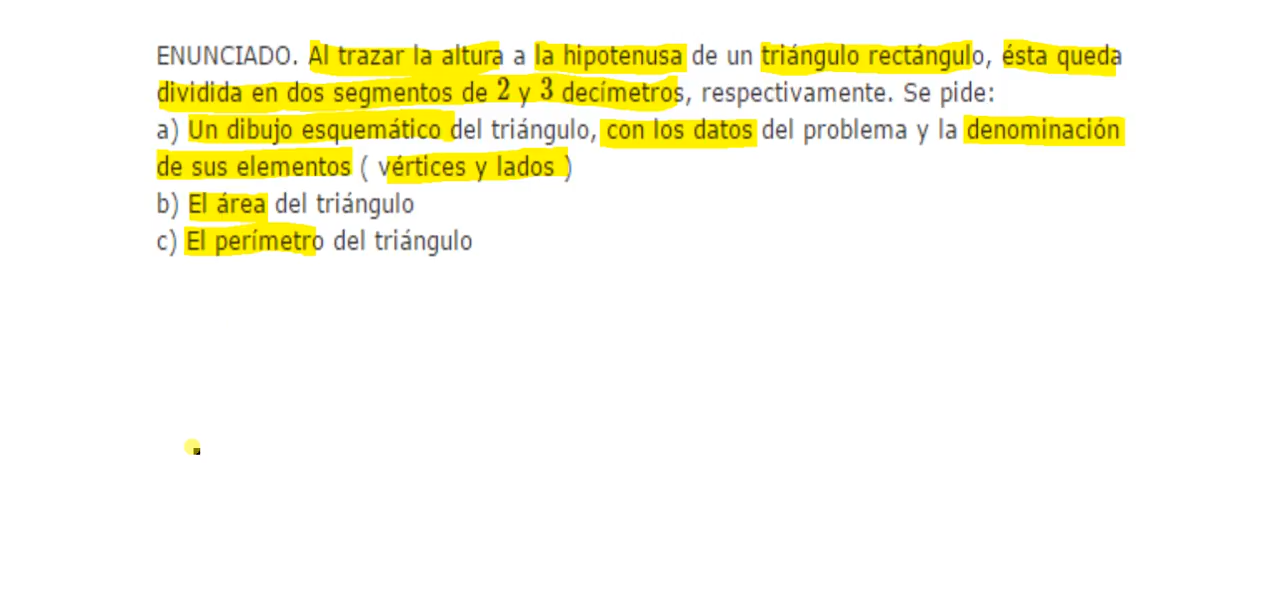 ENUNCIADO. Al trazar la altura a la hipotenusa de un triángulo rectángulo, ésta queda
dividida en dos segmentos de 2 y 3 decímetros, respectivamente. Se pide:
a) Un dibujo esquemático del triángulo, con los datos del problema y la denominación
de sus elementos ( vértices y lados )
b) El área del triángulo
c) El perímetro del triángulo